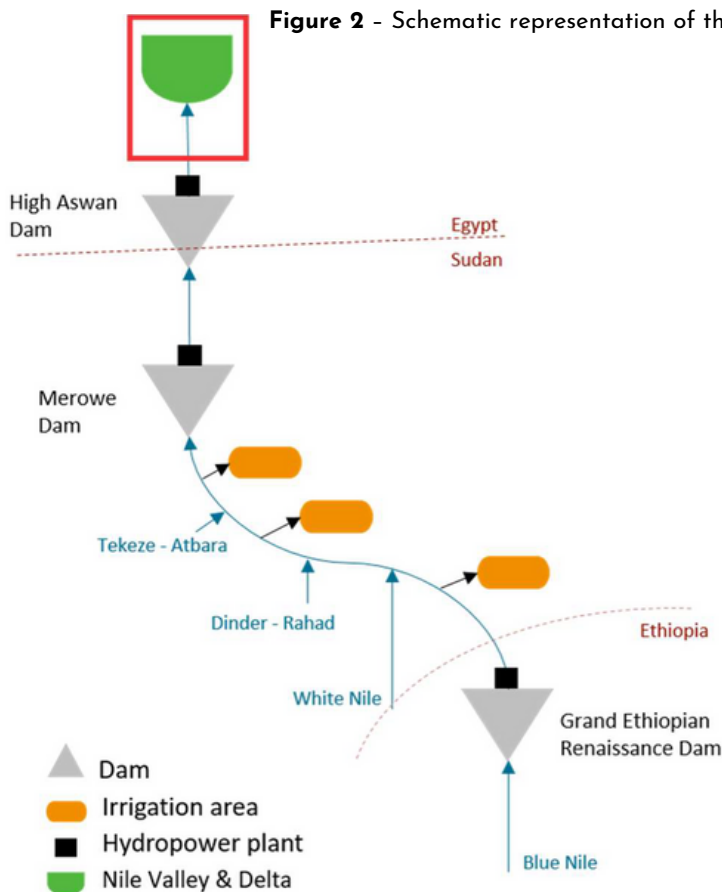 Figure 2 – Schematic representation of th
High Aswan
Dam
Egypt
Sudan
Merowe
Dam
Tekeze - Atbara
Dinder - Rahad
Ethiopia
White Nile
Grand Ethiopian
Renaissance Dam
Dam
Irrigation area
Hydropower plant
Blue Nile
Nile Valley & Delta